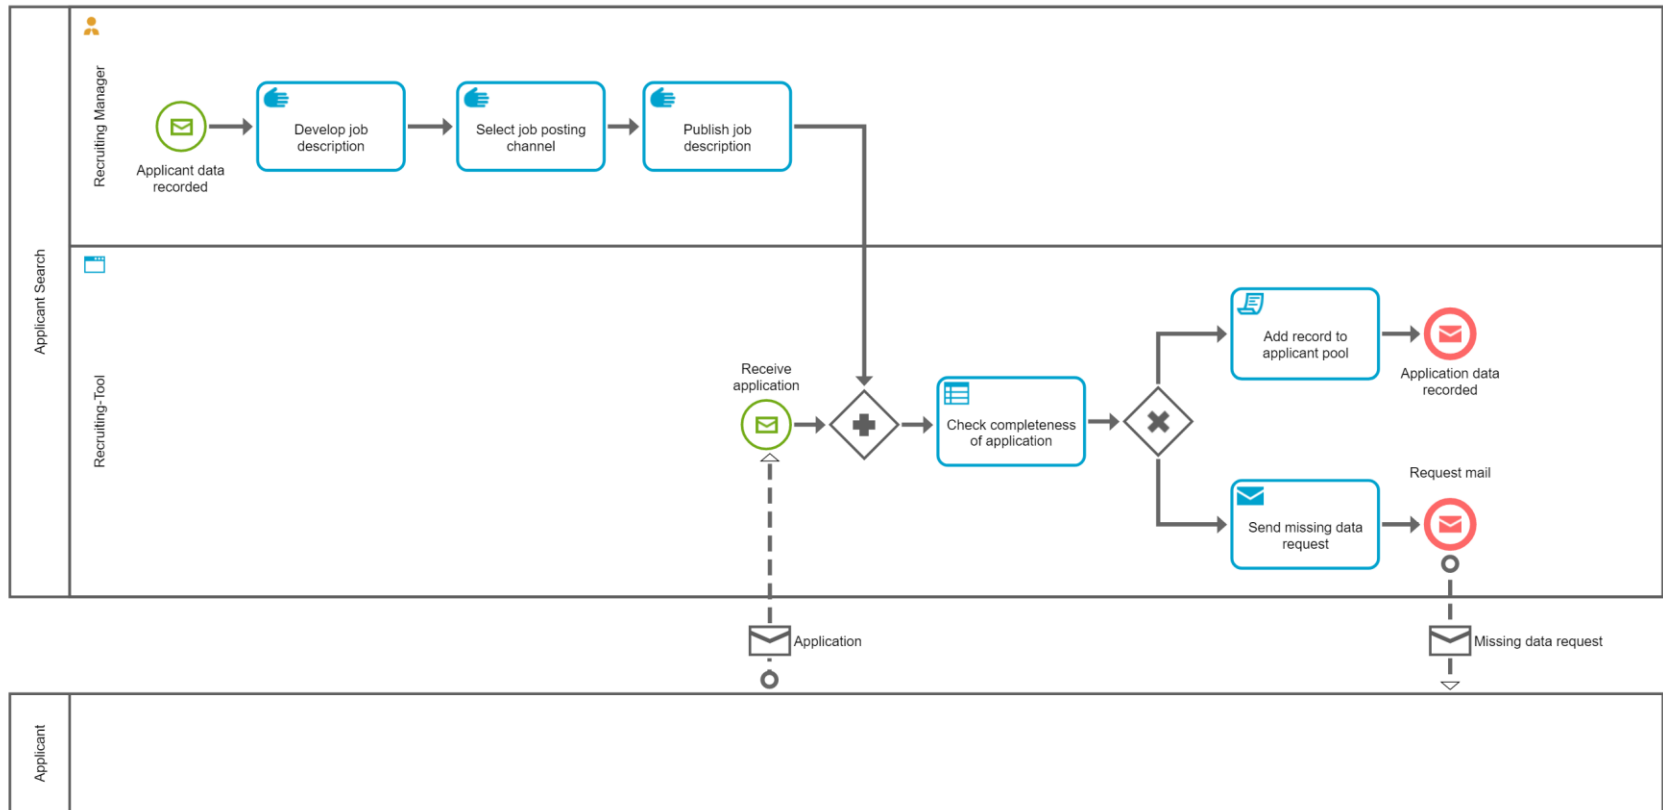 Applicant Search
Recruiting Manager
Applicant data
recorded
Develop job
description
Select job posting
channel
Publish job
description
Recruiting-Tool
Receive
application
Check completeness
of application
Add record to
applicant pool
Application data
recorded
Send missing data
request
Request mail
Application
Missing data request
Applicant